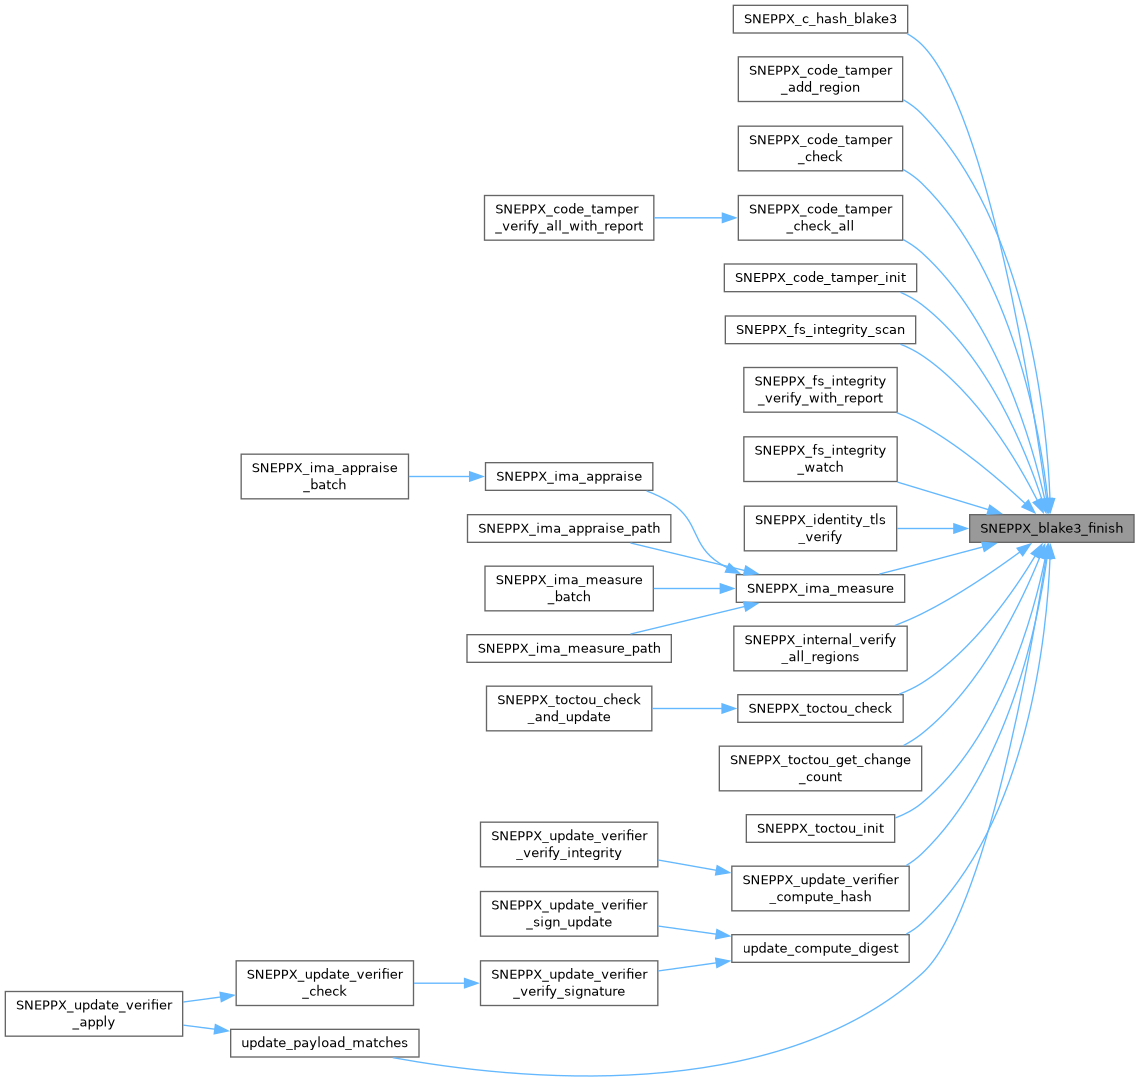 SNEPPX_c_hash_blake3
SNEPPX_code_tamper
_add_region
SNEPPX_code_tamper
_check
SNEPPX_code_tamper
_verify_all_with_report
SNEPPX_code_tamper
_check_all
SNEPPX_code_tamper_init
SNEPPX_fs_integrity_scan
SNEPPX_fs_integrity
_verify_with_report
SNEPPX_fs_integrity
_watch
SNEPPX_ima_appraise
_batch
SNEPPX_ima_appraise
SNEPPX_identity_tls
_verify
SNEPPX_blake3_finish
SNEPPX_ima_appraise_path
SNEPPX_ima_measure
_batch
SNEPPX_ima_measure
SNEPPX_ima_measure_path
SNEPPX_internal_verify
_all_regions
SNEPPX_toctou_check
_and_update
SNEPPX_toctou_check
SNEPPX_toctou_get_change
_count
SNEPPX_toctou_init
SNEPPX_update_verifier
_verify_integrity
SNEPPX_update_verifier
_compute_hash
SNEPPX_update_verifier
_sign_update
update_compute_digest
SNEPPX_update_verifier
_check
SNEPPX_update_verifier
_verify_signature
SNEPPX_update_verifier
_apply
update_payload_matches